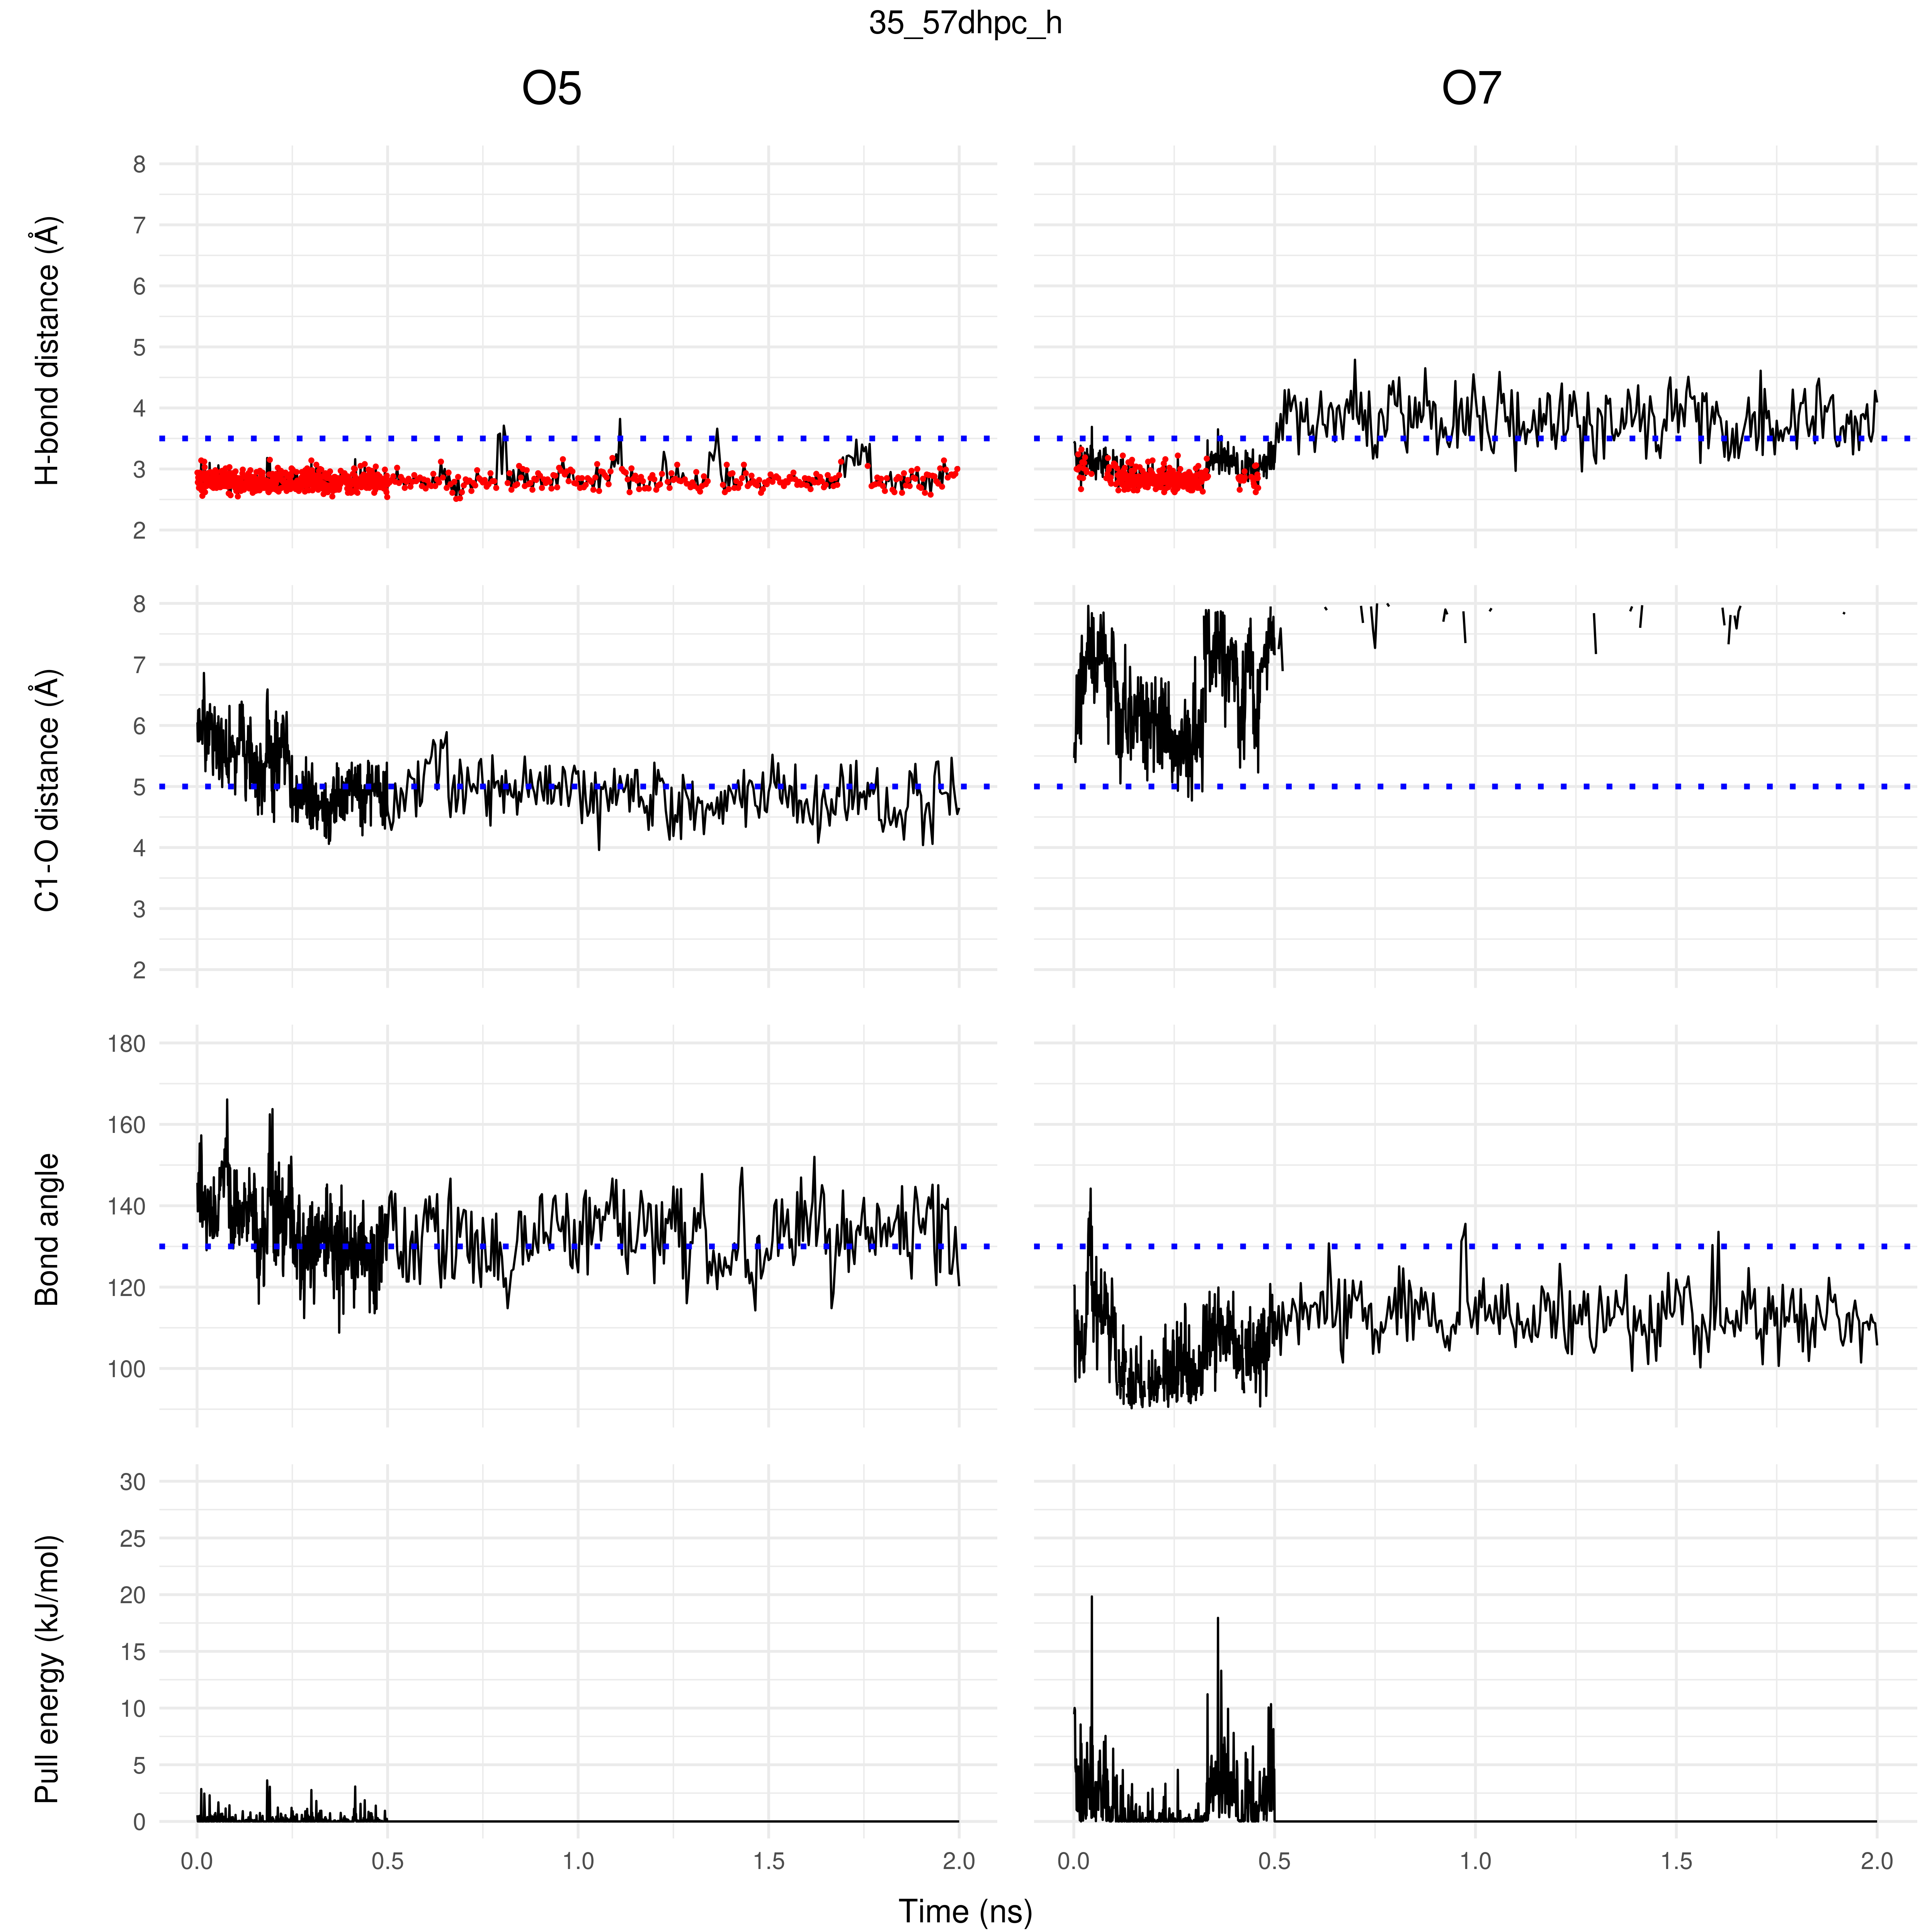 35_57dhpc_h
O5
O7
H-bond distance (Å)
8
7
6
5
4
3
2
C1-O distance (Å)
8
7
6
5
4
3
2
Bond angle
180
160
140
120
100
Pull energy (kJ/mol)
30
25
20
15
10
5
0
0.0 0.5 1.0 1.5 2.0
0.0 0.5 1.0 1.5 2.0
Time (ns)